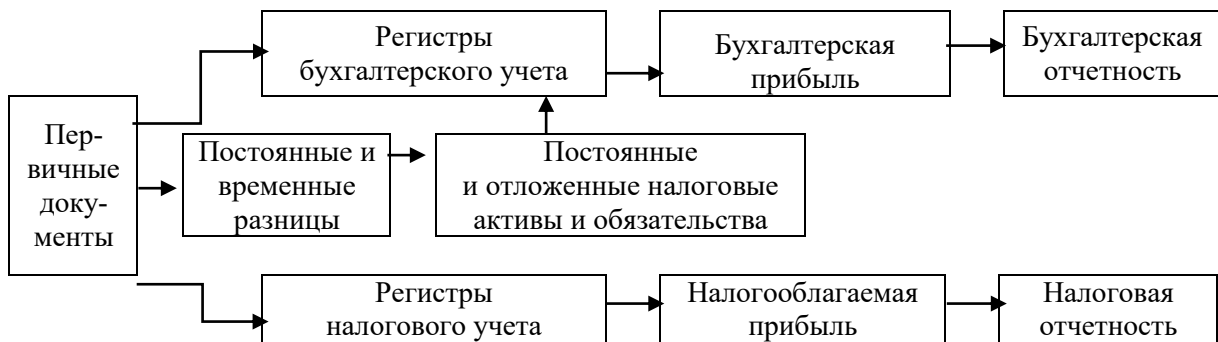 Регистры
бухгалтерского учета
Бухгалтерская
прибыль
Бухгалтерская
отчетность
Пер-
вичные
доку-
менты
Постоянные и
временные
разницы
Постоянные
и отложенные налоговые
активы и обязательства
Регистры
налогового учета
Налогооблагаемая
прибыль
Налоговая
отчетность